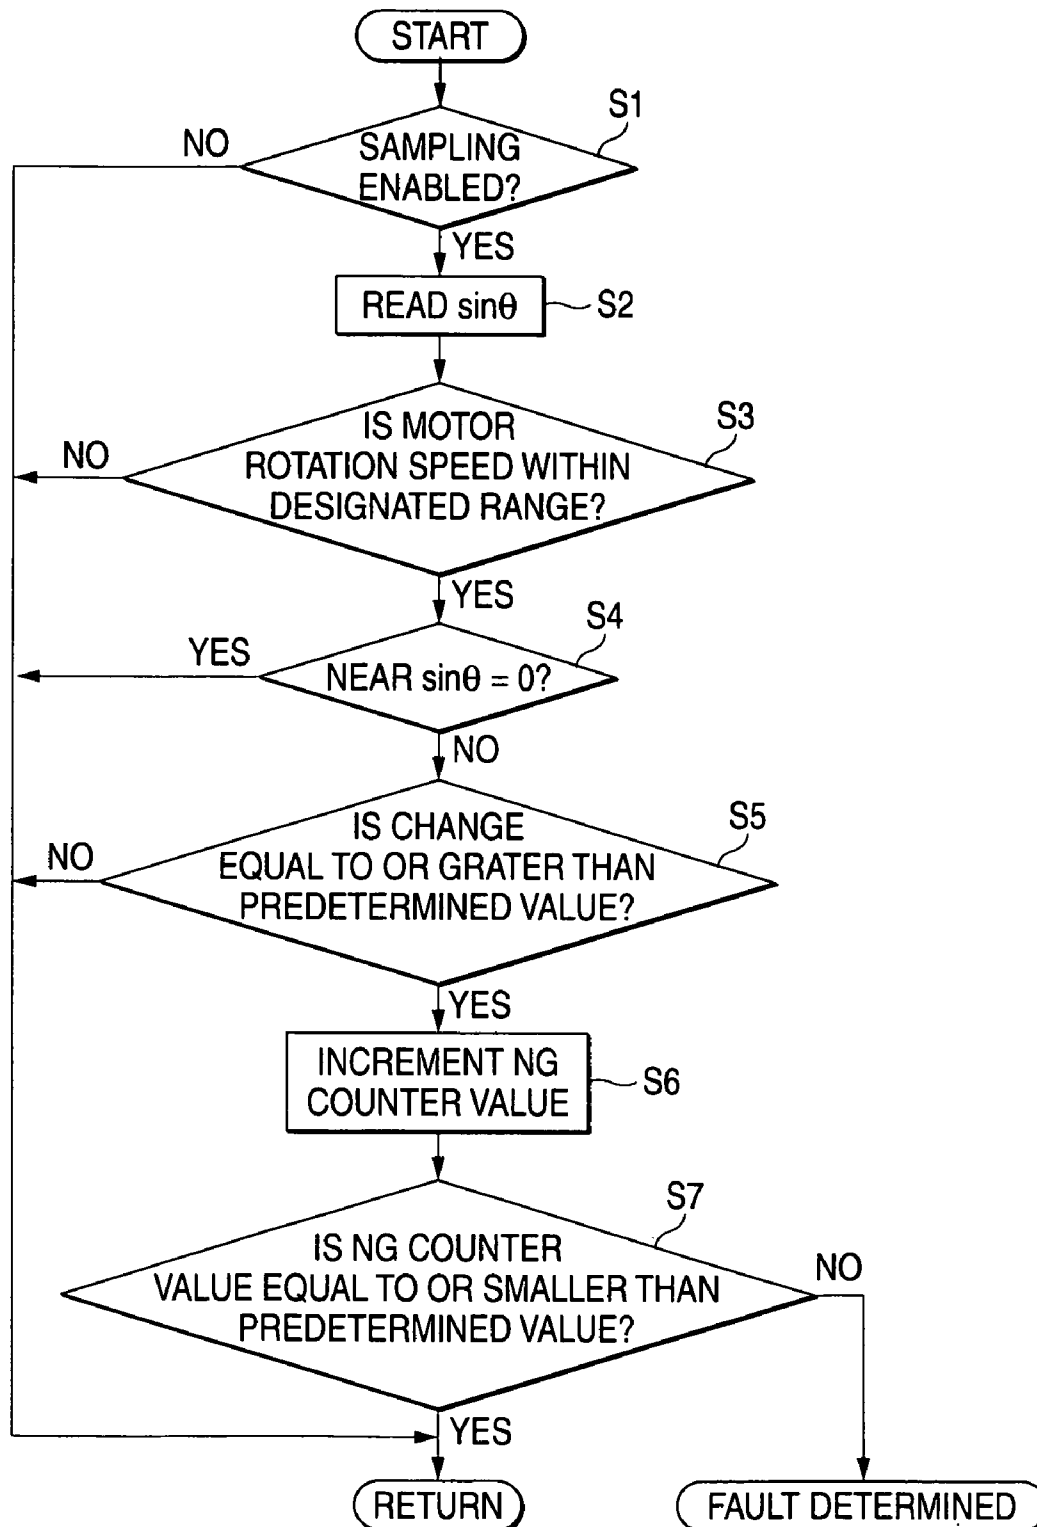 START
S1
NO
SAMPLING
ENABLED?
YES
READ sinθ
S2
S3
IS MOTOR
NO
ROTATION SPEED WITHIN
DESIGNATED RANGE?
YES
S4
YES
NEAR sinθ = 0?
NO
S5
IS CHANGE
NO
EQUAL TO OR GRATER THAN
PREDETERMINED VALUE?
YES
INCREMENT NG
COUNTER VALUE
S6
S7
IS NG COUNTER
NO
VALUE EQUAL TO OR SMALLER THAN
PREDETERMINED VALUE?
YES
RETURN
FAULT DETERMINED